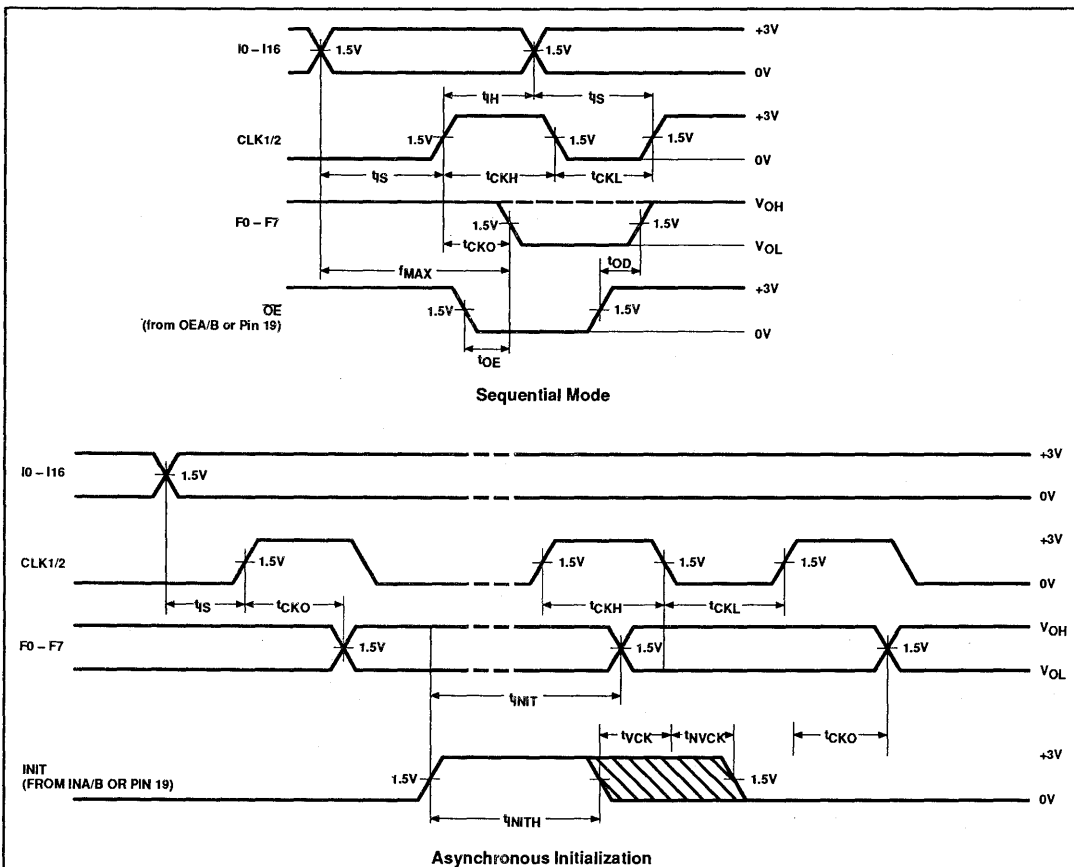 I0 – I16
1.5V
1.5V
+3V
0V
tIH
tIS
CLK1/2
1.5V
1.5V
1.5V
+3V
0V
tIS
tCKH
tCKL
F0 – F7
1.5V
1.5V
VOH
VOL
tCKO
tOD
fMAX
OE
(from OEA/B or Pin 19)
1.5V
1.5V
+3V
0V
tOE
Sequential Mode
I0 – I16
1.5V
+3V
0V
CLK1/2
1.5V
1.5V
1.5V
1.5V
+3V
0V
tIS
tCKO
tCKH
tCKL
F0 – F7
1.5V
1.5V
1.5V
VOH
VOL
tINIT
tVCK
tNVCK
tCKO
INIT
(FROM INA/B OR PIN 19)
1.5V
1.5V
+3V
0V
tINITH
Asynchronous Initialization